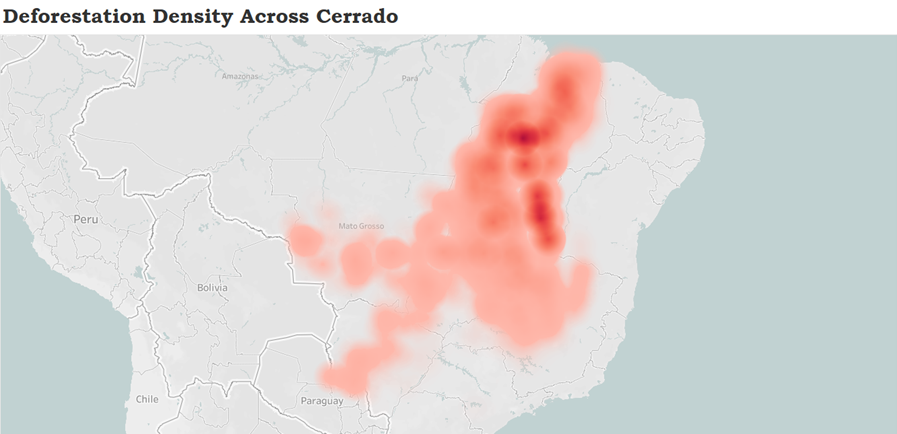 Deforestation Density Across Cerrado
Amazonas
Pará
Peru
Mato Grosso
Bolivia
Chile
Paraguay